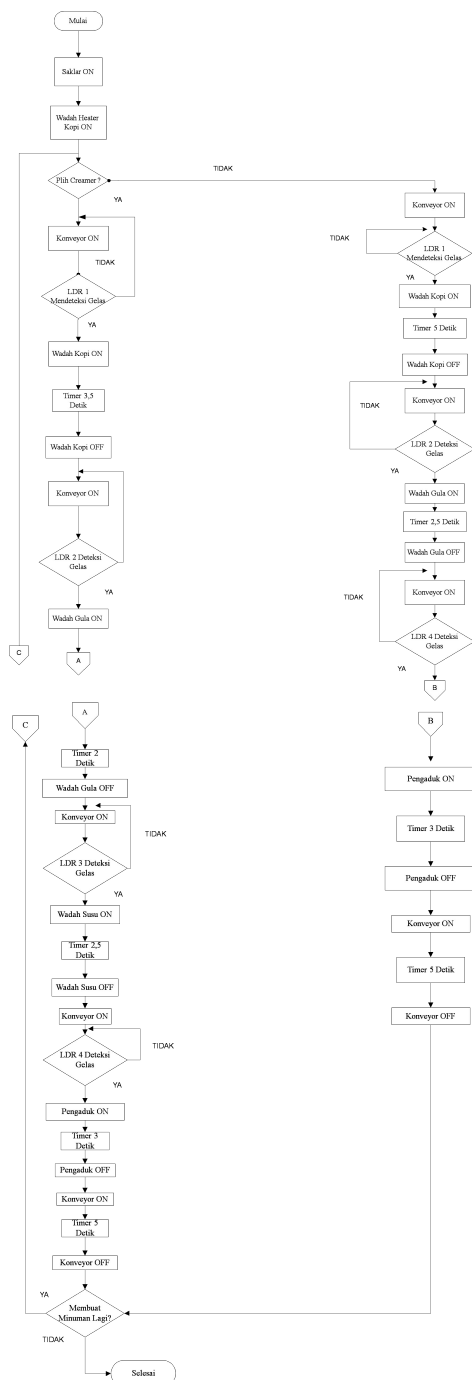 Mulai
Saklar ON
Wadah Heater
Kopi ON
Plih Creamer ?
TIDAK
YA
Konveyor ON
TIDAK
LDR 1
Mendeteksi Gelas
YA
Wadah Kopi ON
Timer 3,5
Detik
Wadah Kopi OFF
Konveyor ON
LDR 2 Deteksi
Gelas
YA
Wadah Gula ON
A
C
Konveyor ON
TIDAK
LDR 1
Mendeteksi Gelas
YA
Wadah Kopi ON
Timer 5 Detik
Wadah Kopi OFF
Konveyor ON
TIDAK
LDR 2 Deteksi
Gelas
YA
Wadah Gula ON
Timer 2,5 Detik
Wadah Gula OFF
Konveyor ON
TIDAK
LDR 4 Deteksi
Gelas
YA
B
C
A
Timer 2
Detik
Wadah Gula OFF
Konveyor ON
TIDAK
LDR 3 Deteksi
Gelas
YA
Wadah Susu ON
Timer 2,5
Detik
Wadah Susu OFF
Konveyor ON
LDR 4 Deteksi
Gelas
TIDAK
YA
Pengaduk ON
Timer 3
Detik
Pengaduk OFF
Konveyor ON
Timer 5
Detik
Konveyor OFF
YA
Membuat
Minuman Lagi?
TIDAK
Selesai
B
Pengaduk ON
Timer 3 Detik
Pengaduk OFF
Konveyor ON
Timer 5 Detik
Konveyor OFF